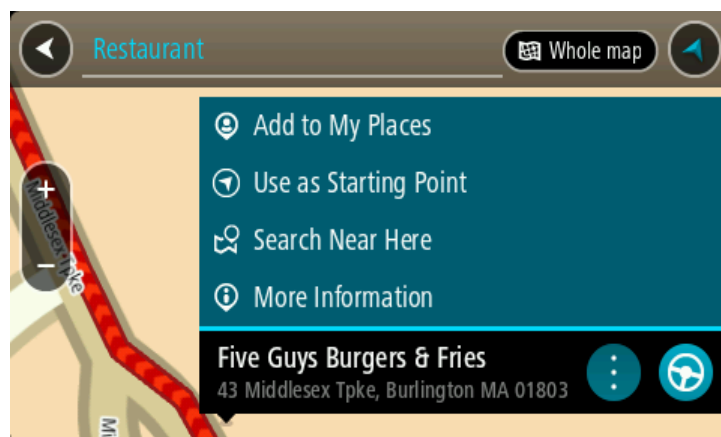 Restaurant
Whole map
Add to My Places
Use as Starting Point
Search Near Here
More Information
Five Guys Burgers & Fries
43 Middlesex Tpke, Burlington MA 01803
+
Middlesex Tpke
−
Mi